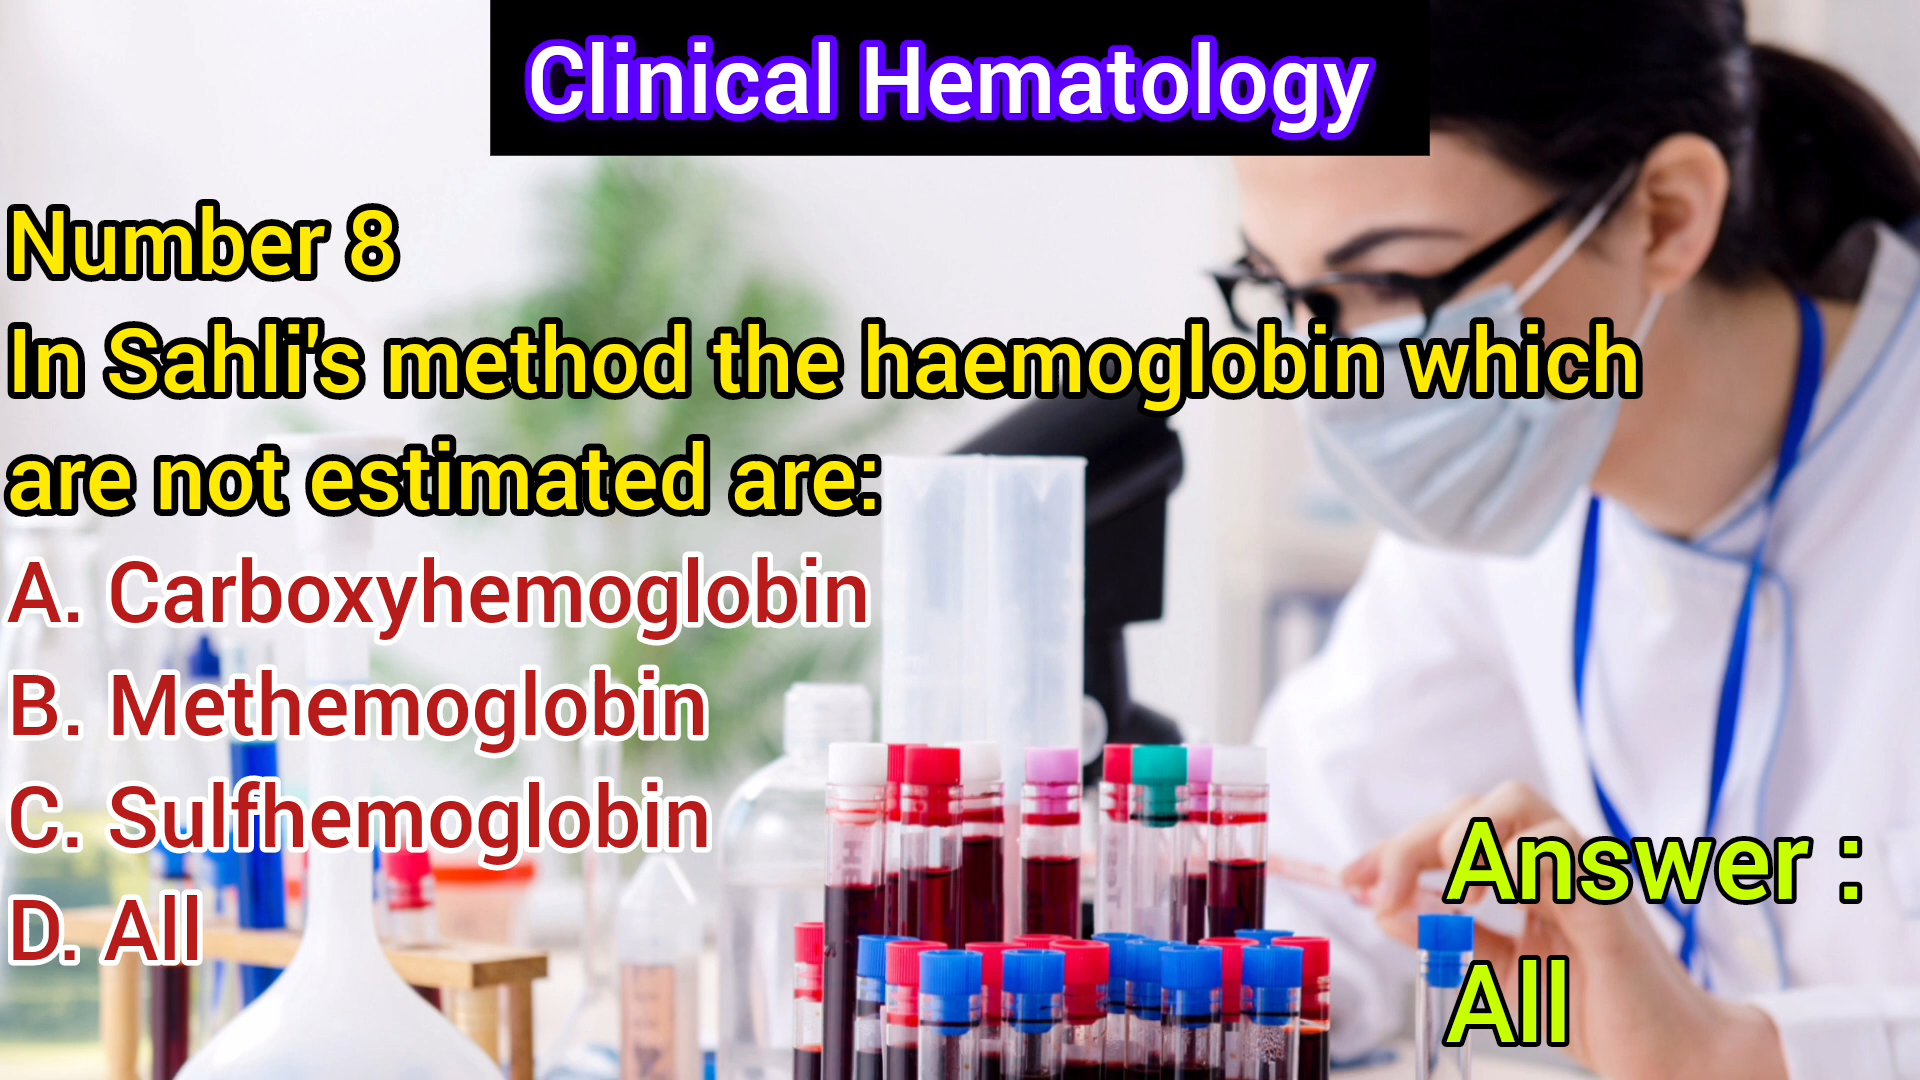 Clinical Hematology
Number 8
In Sahli's method the haemoglobin which
are not estimated are:
A. Carboxyhemoglobin
B. Methemoglobin
C. Sulfhemoglobin
D. All
Answer :
All